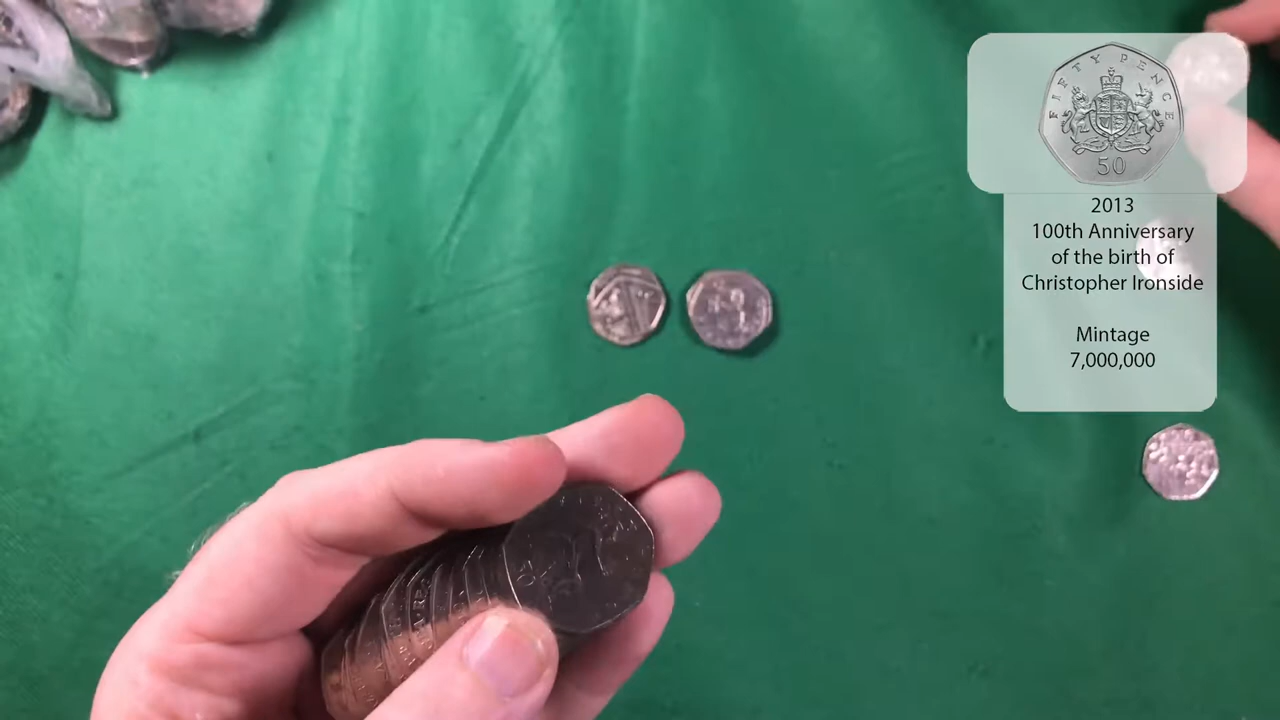 FIFTY PENCE
50
2013
100th Anniversary
of the birth of
Christopher Ironside
Mintage
7,000,000